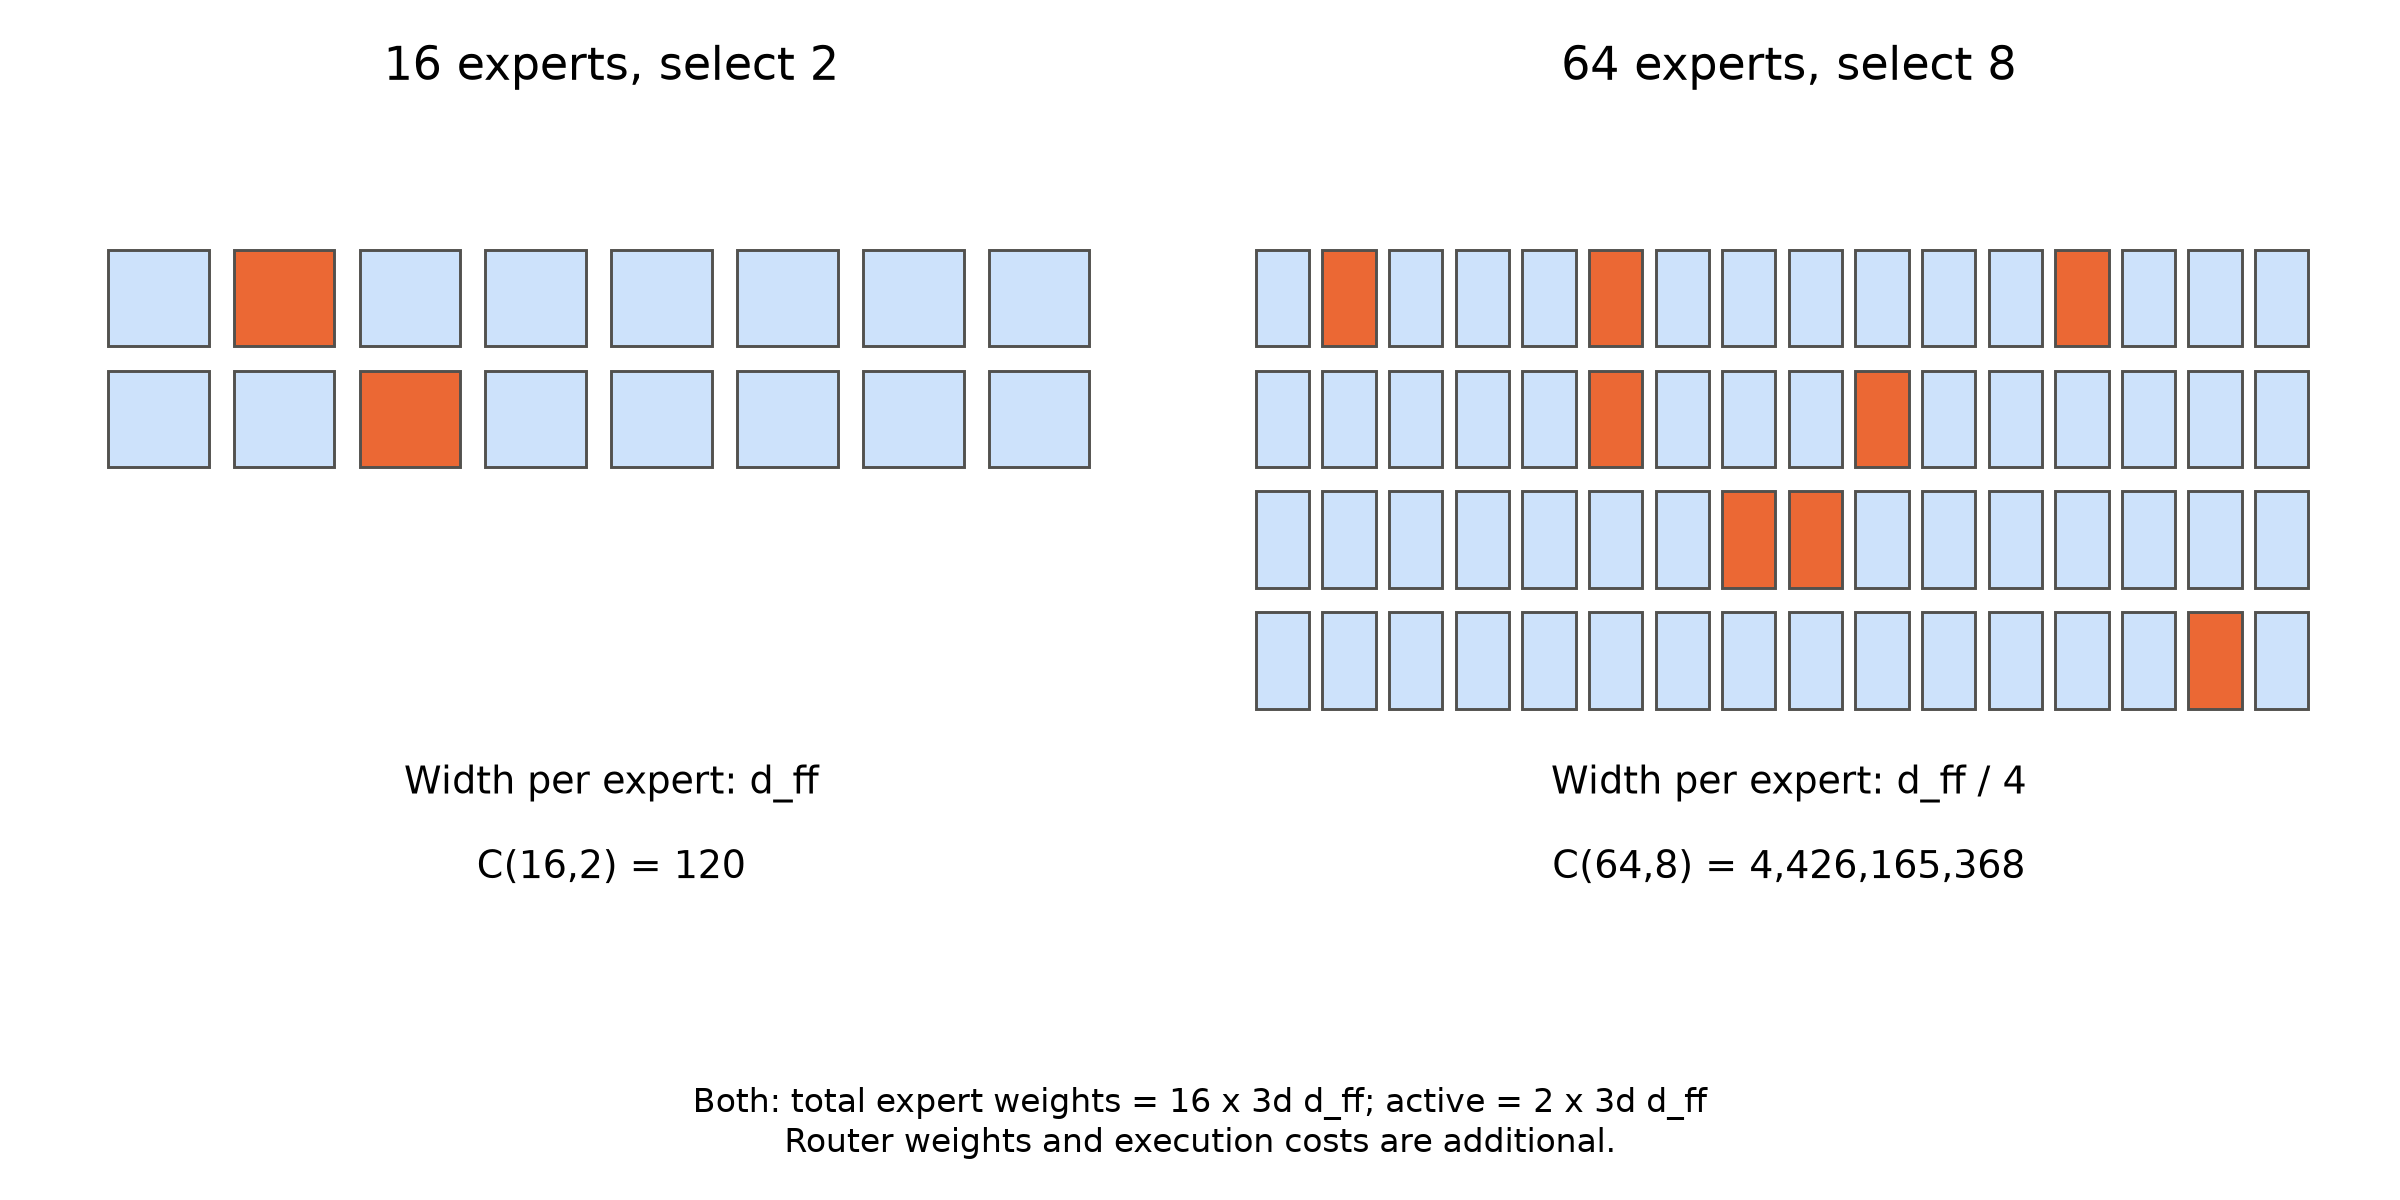 16 experts, select 2
64 experts, select 8
Width per expert: d_ff
Width per expert: d_ff / 4
C(16,2) = 120
C(64,8) = 4,426,165,368
Both: total expert weights = 16 x 3d d_ff; active = 2 x 3d d_ff
Router weights and execution costs are additional.